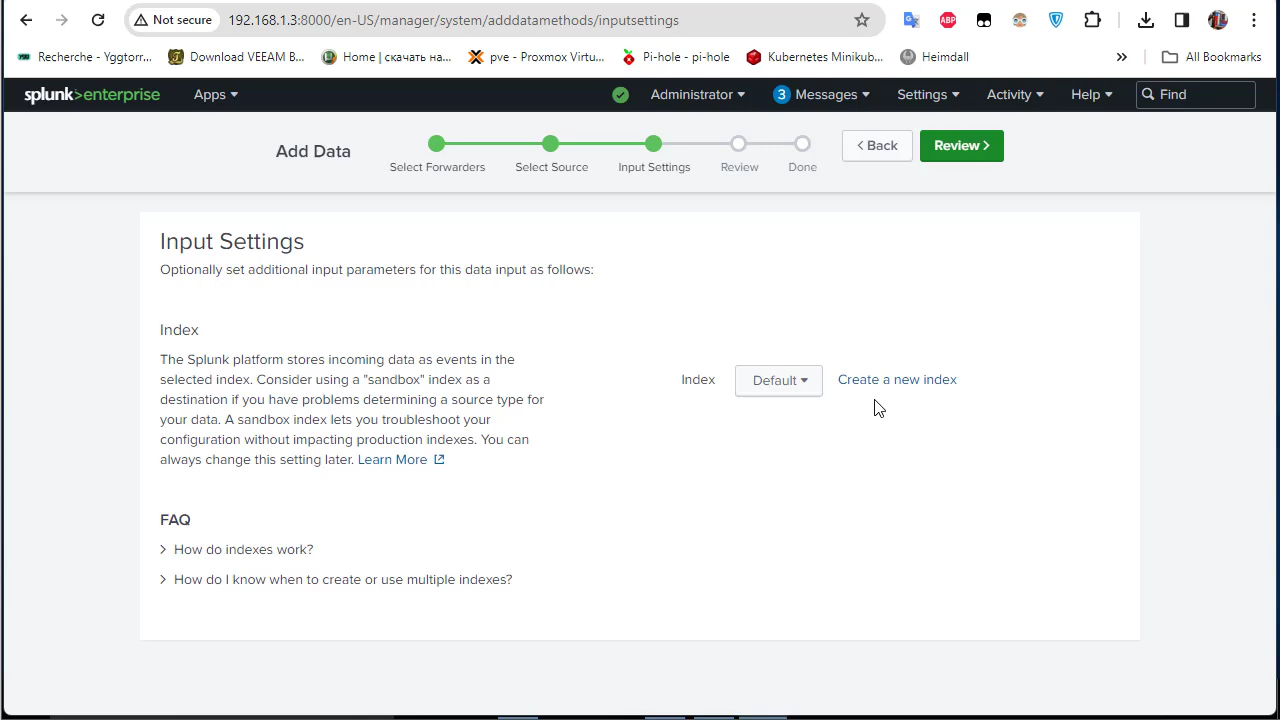 Not secure 192.168.1.3:8000/en-US/manager/system/adddatamethods/inputsettings
ABP
Recherche - Yggtorr... Download VEEAM B... Home | скачать на... pve - Proxmox Virtu... Pi-hole - pi-hole Kubernetes Minikub... Heimdall » All Bookmarks
splunk>enterprise Apps Administrator 3 Messages Settings Activity Help Find
Add Data
Select Forwarders Select Source Input Settings Review Done
< Back Review >
Input Settings
Optionally set additional input parameters for this data input as follows:
Index
The Splunk platform stores incoming data as events in the
selected index. Consider using a "sandbox" index as a
destination if you have problems determining a source type for
your data. A sandbox index lets you troubleshoot your
configuration without impacting production indexes. You can
always change this setting later. Learn More
Index Default Create a new index
FAQ
> How do indexes work?
> How do I know when to create or use multiple indexes?